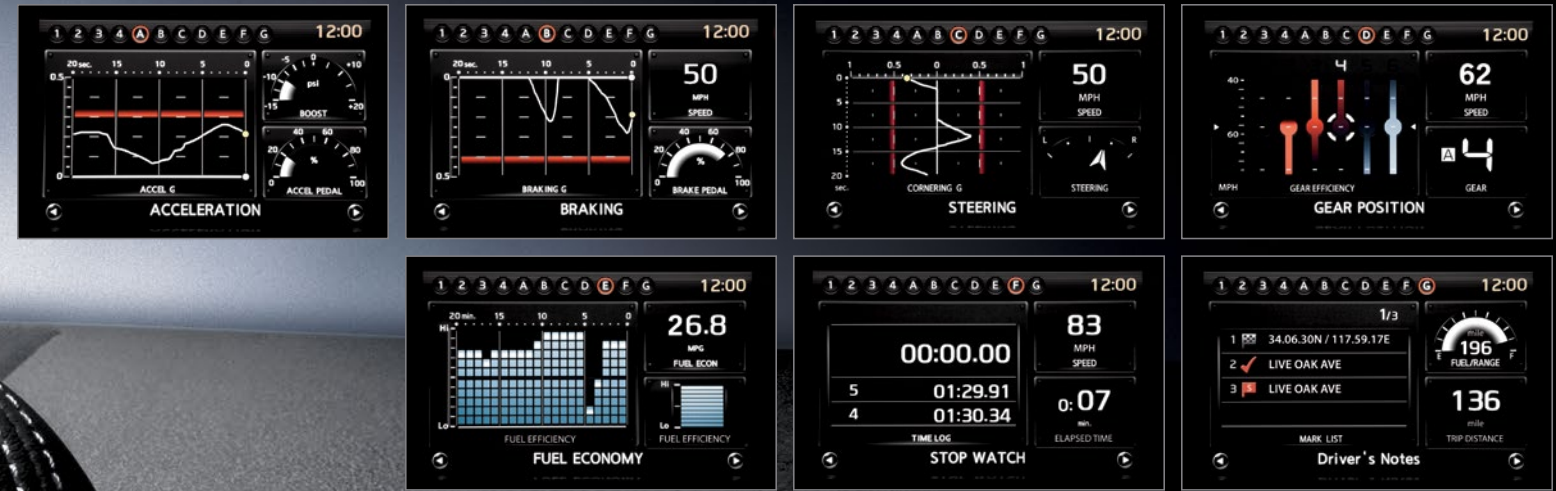 1 2 3 4 A B C D E F G 12:00
20 sec. 15 10 5 0
0.5
0
ACCEL G
-15 -10 -5 0 +10 +20
psi
BOOST
0 20 40 60 80 100
%
ACCEL PEDAL
ACCELERATION
1 2 3 4 A B C D E F G 12:00
20sec. 15 10 5 0
0
0.5
BRAKING G
50
MPH
SPEED
0 20 40 60 80 100
%
BRAKE PEDAL
BRAKING
1 2 3 4 A B C D E F G 12:00
1 0.5 0 0.5 1
0
5
10
15
20
sec.
CORNERING G
50
MPH
SPEED
L R
STEERING
STEERING
1 2 3 4 A B C D E F G 12:00
4
40
60
MPH
GEAR EFFICIENCY
62
MPH
SPEED
A 4
GEAR
GEAR POSITION
1 2 3 4 A B C D E F G 12:00
20 min. 15 10 5 0
Hi
Lo
FUEL EFFICIENCY
26.8
MPG
FUEL ECON
Hi
Lo
FUEL EFFICIENCY
FUEL ECONOMY
1 2 3 4 A B C D E F G 12:00
00:00.00
5 01:29.91
4 01:30.34
TIME LOG
83
MPH
SPEED
0:07
min.
ELAPSED TIME
STOP WATCH
1 2 3 4 A B C D E F G 12:00
1/3
1 34.06.30N / 117.59.17E
2 LIVE OAK AVE
3 S LIVE OAK AVE
MARK LIST
mile
196
E F
FUEL/RANGE
136
mile
TRIP DISTANCE
Driver's Notes